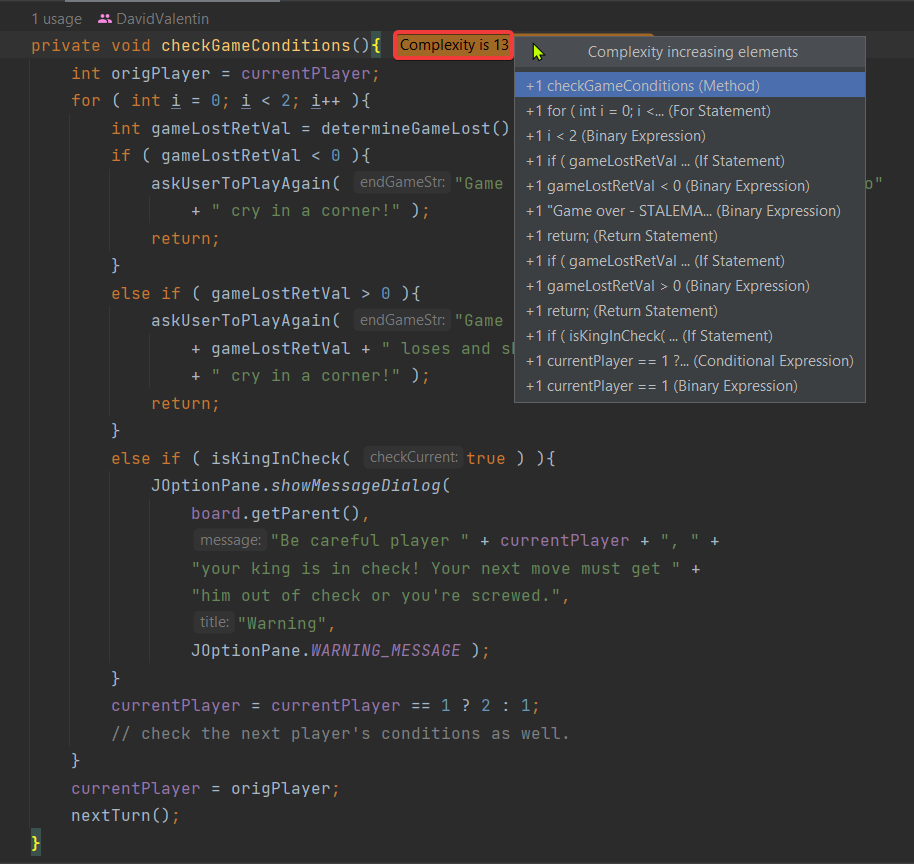 1 usage DavidValentin
private void checkGameConditions(){ Complexity is 13
int origPlayer = currentPlayer;
for ( int i = 0; i < 2; i++ ){
int gameLostRetVal = determineGameLost()
if ( gameLostRetVal < 0 ){
askUserToPlayAgain( endGameStr: "Game
+ " cry in a corner!" );
return;
}
else if ( gameLostRetVal > 0 ){
askUserToPlayAgain( endGameStr: "Game
+ gameLostRetVal + " loses and
+ " cry in a corner!" );
return;
}
else if ( isKingInCheck( checkCurrent: true ) ){
JOptionPane.showMessageDialog(
board.getParent(),
message: "Be careful player " + currentPlayer + ", " +
"your king is in check! Your next move must get " +
"him out of check or you're screwed.",
title: "Warning",
JOptionPane.WARNING_MESSAGE );
}
currentPlayer = currentPlayer == 1 ? 2 : 1;
// check the next player's conditions as well.
}
currentPlayer = origPlayer;
nextTurn();
}
Complexity increasing elements
+1 checkGameConditions (Method)
+1 for ( int i = 0; i <... (For Statement)
+1 i < 2 (Binary Expression)
+1 if ( gameLostRetVal ... (If Statement)
+1 gameLostRetVal < 0 (Binary Expression)
+1 "Game over - STALEMA... (Binary Expression)
+1 return; (Return Statement)
+1 if ( gameLostRetVal ... (If Statement)
+1 gameLostRetVal > 0 (Binary Expression)
+1 return; (Return Statement)
+1 if ( isKingInCheck( ... (If Statement)
+1 currentPlayer == 1 ?... (Conditional Expression)
+1 currentPlayer == 1 (Binary Expression)